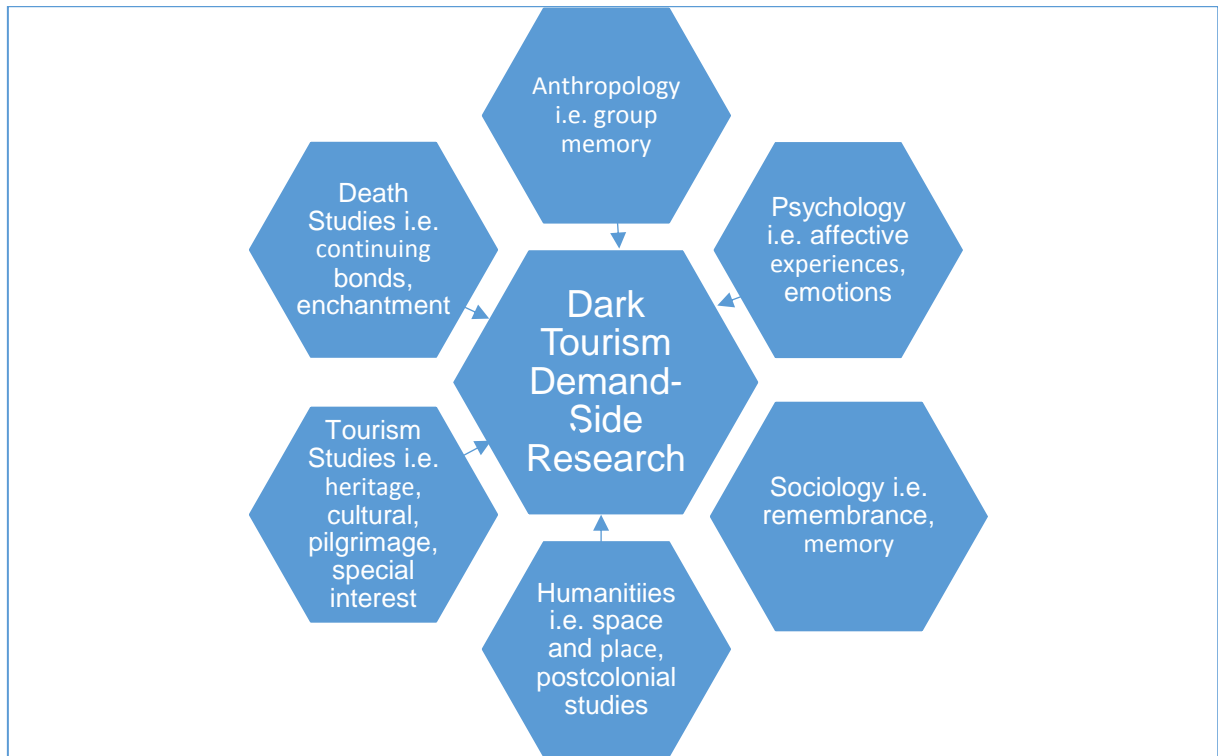 Anthropology
i.e. group
memory
Death
Studies i.e.
continuing
bonds,
enchantment
Psychology
i.e. affective
experiences,
emotions
Dark
Tourism
Demand-
Side
Research
Tourism
Studies i.e.
heritage,
cultural,
pilgrimage,
special
interest
Sociology i.e.
remembrance,
memory
Humanitiies
i.e. space
and place,
postcolonial
studies